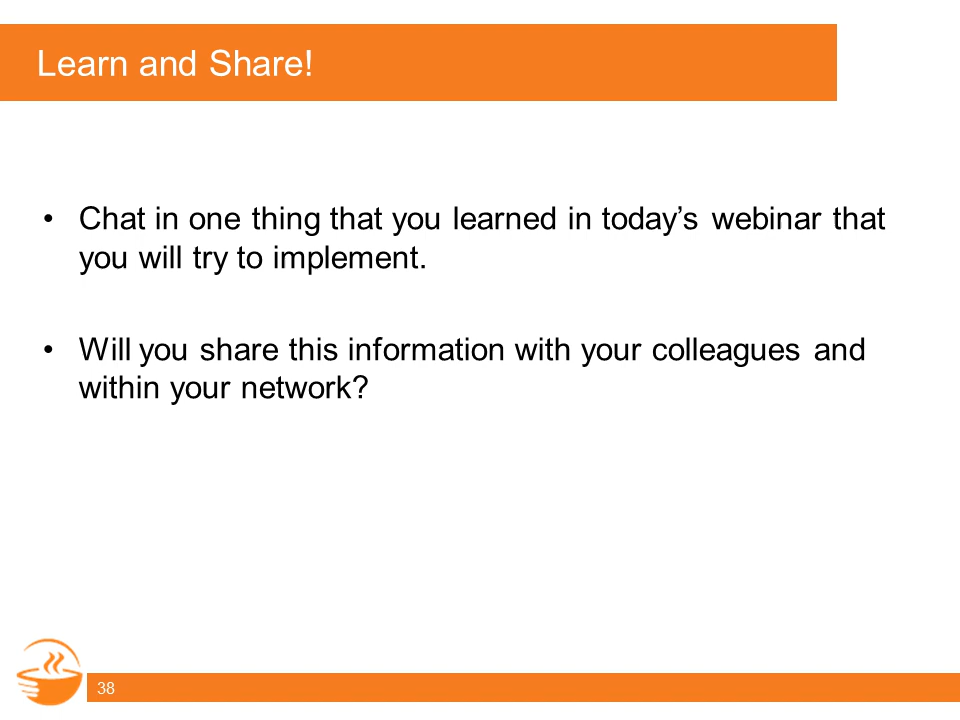 Learn and Share!
• Chat in one thing that you learned in today’s webinar that
you will try to implement.
• Will you share this information with your colleagues and
within your network?
38